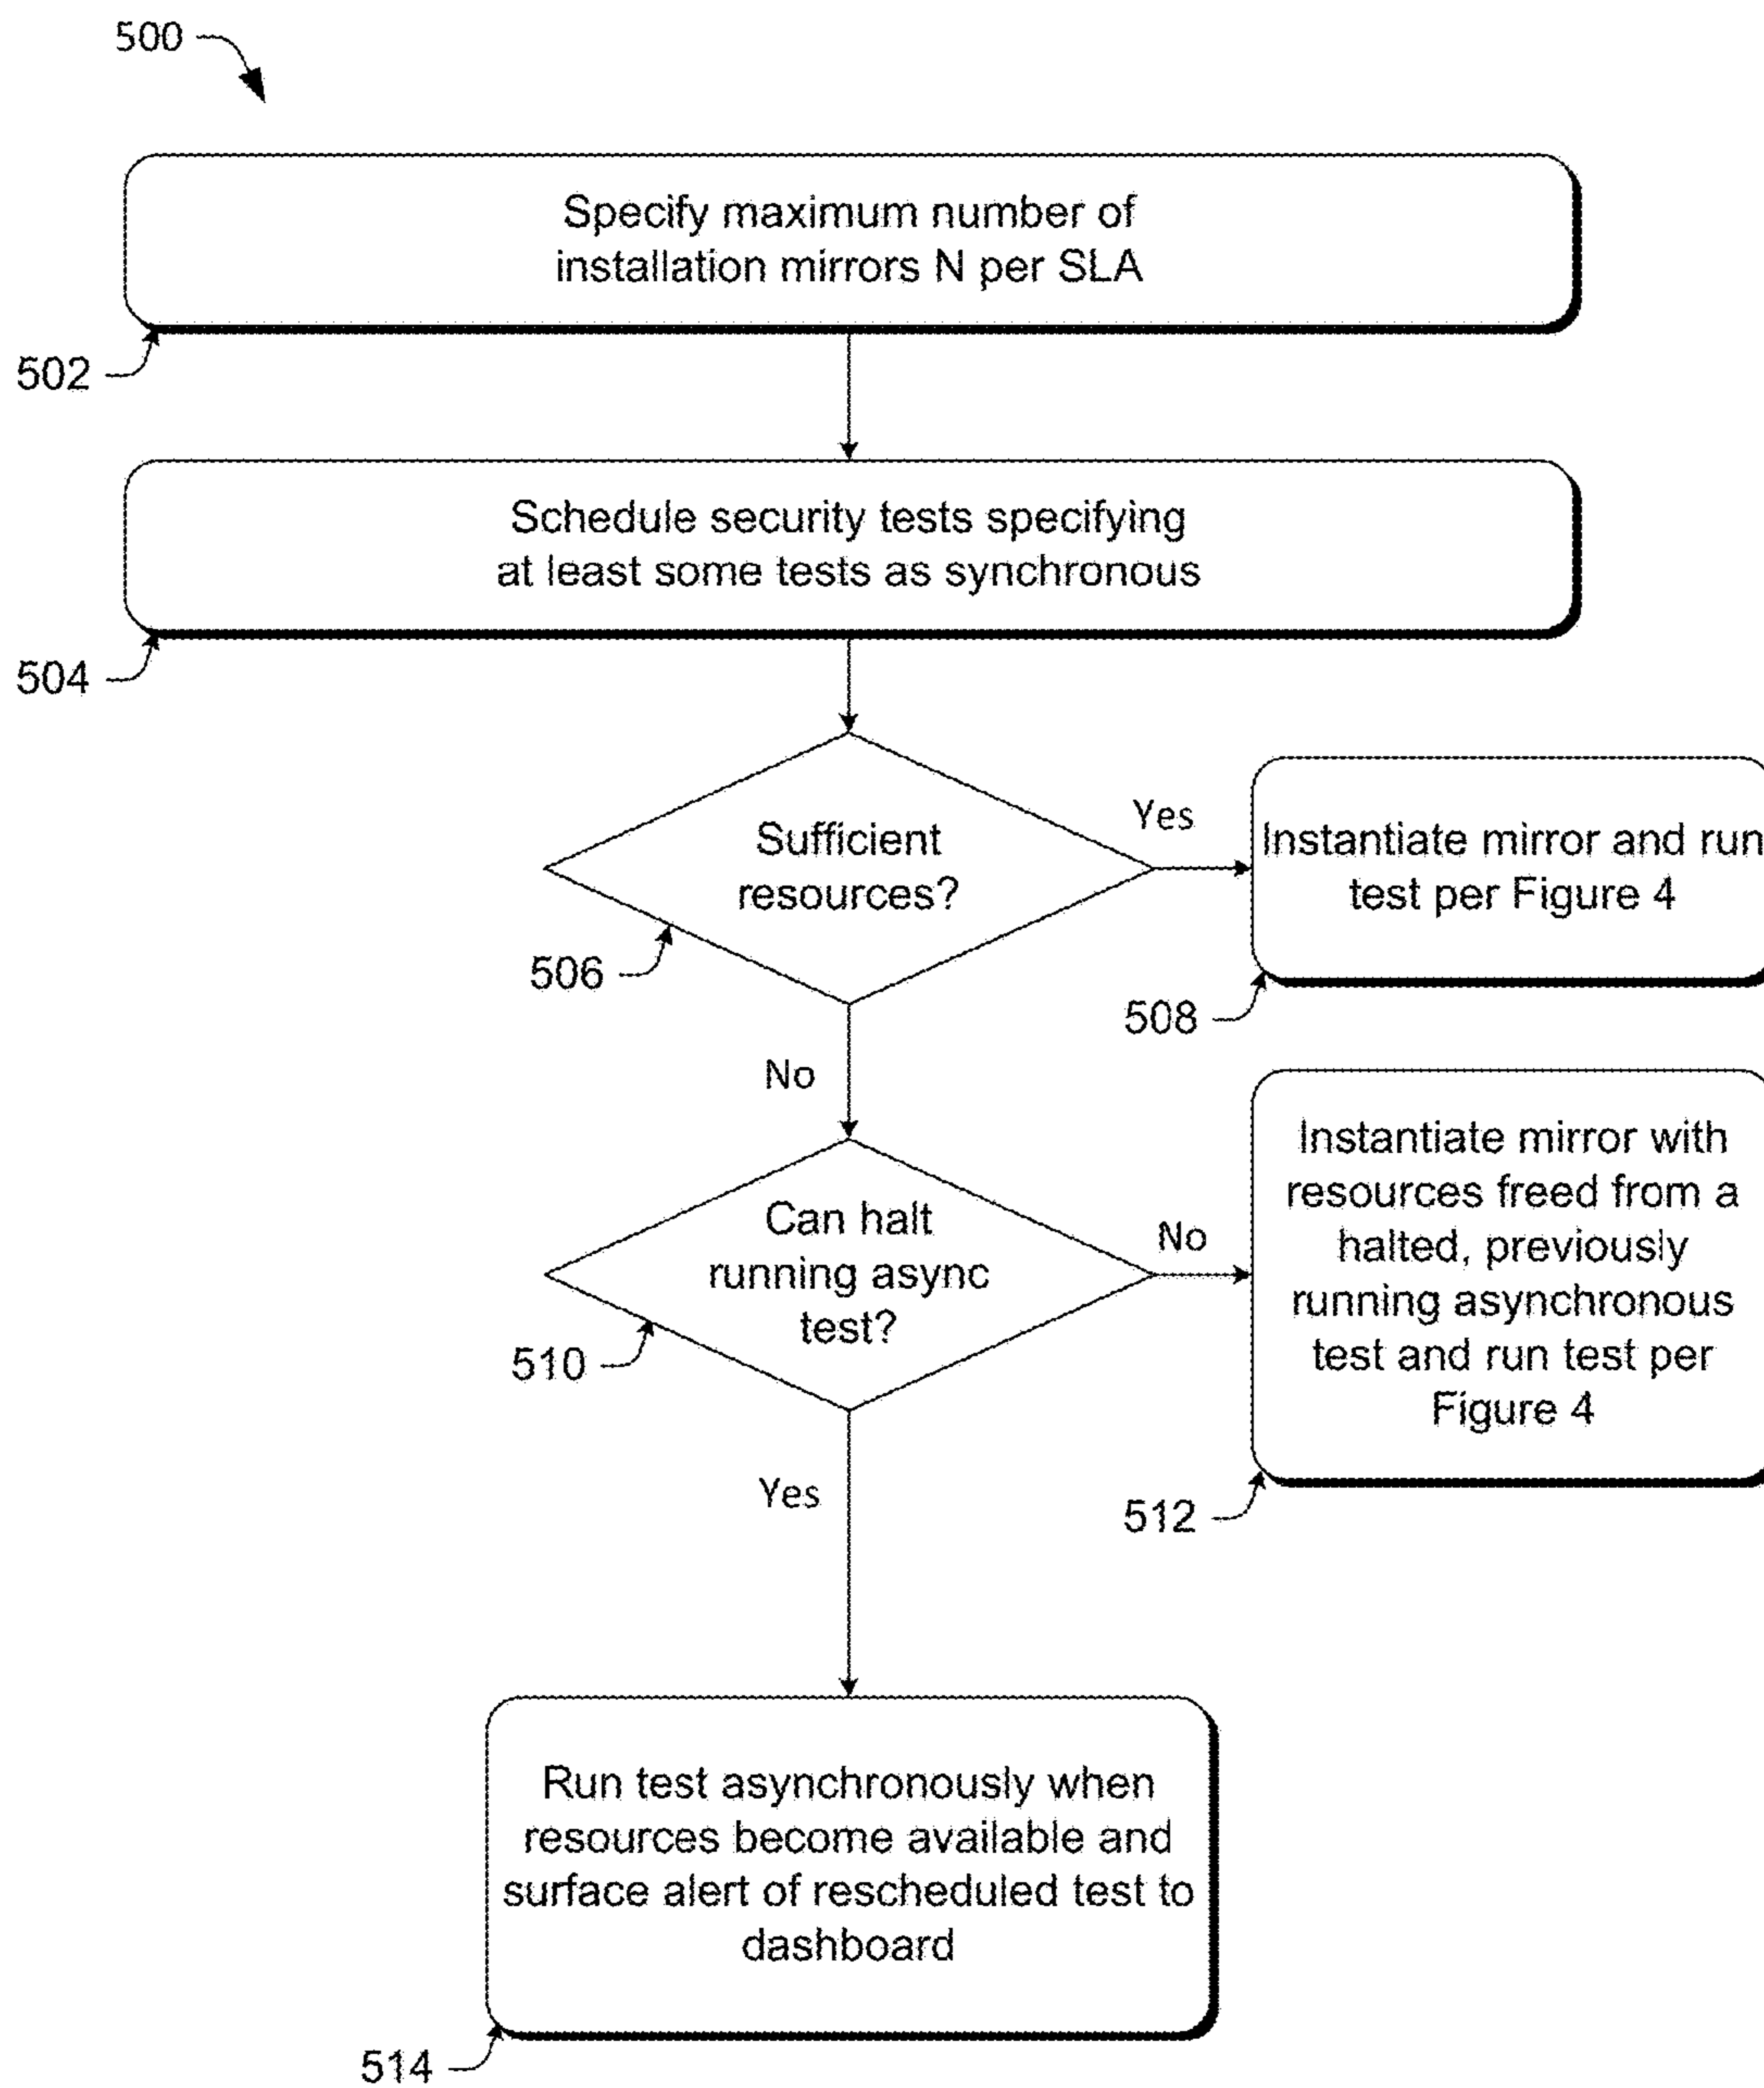 500
Specify maximum number of
installation mirrors N per SLA
502
Schedule security tests specifying
at least some tests as synchronous
504
Sufficient
resources?
506
Yes
Instantiate mirror and run
test per Figure 4
508
No
Can halt
running async
test?
510
No
Instantiate mirror with
resources freed from a
halted, previously
running asynchronous
test and run test per
Figure 4
512
Yes
Run test asynchronously when
resources become available and
surface alert of rescheduled test to
dashboard
514